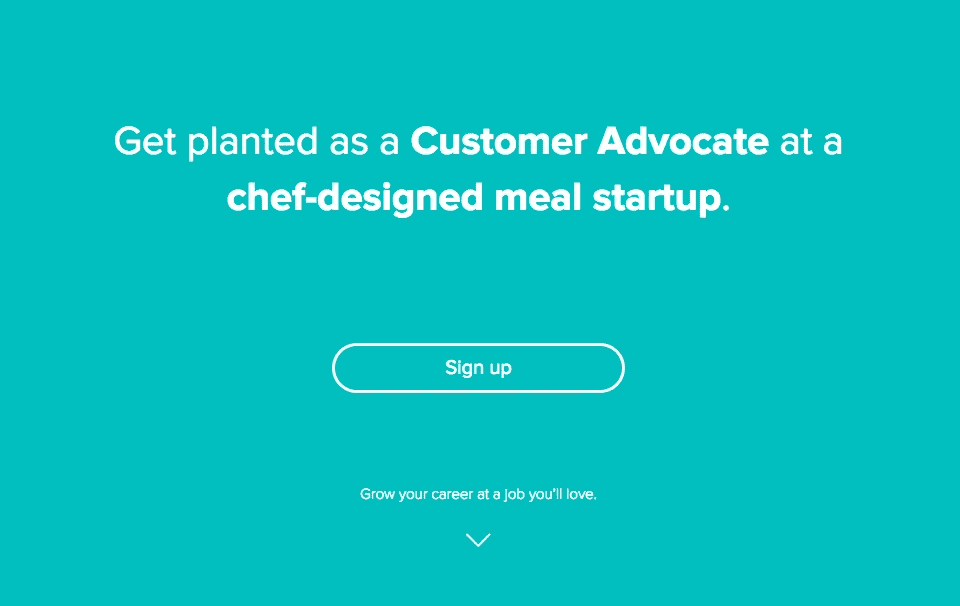 Get planted as a Customer Advocate at a
chef-designed meal startup.
Sign up
Grow your career at a job you'll love.